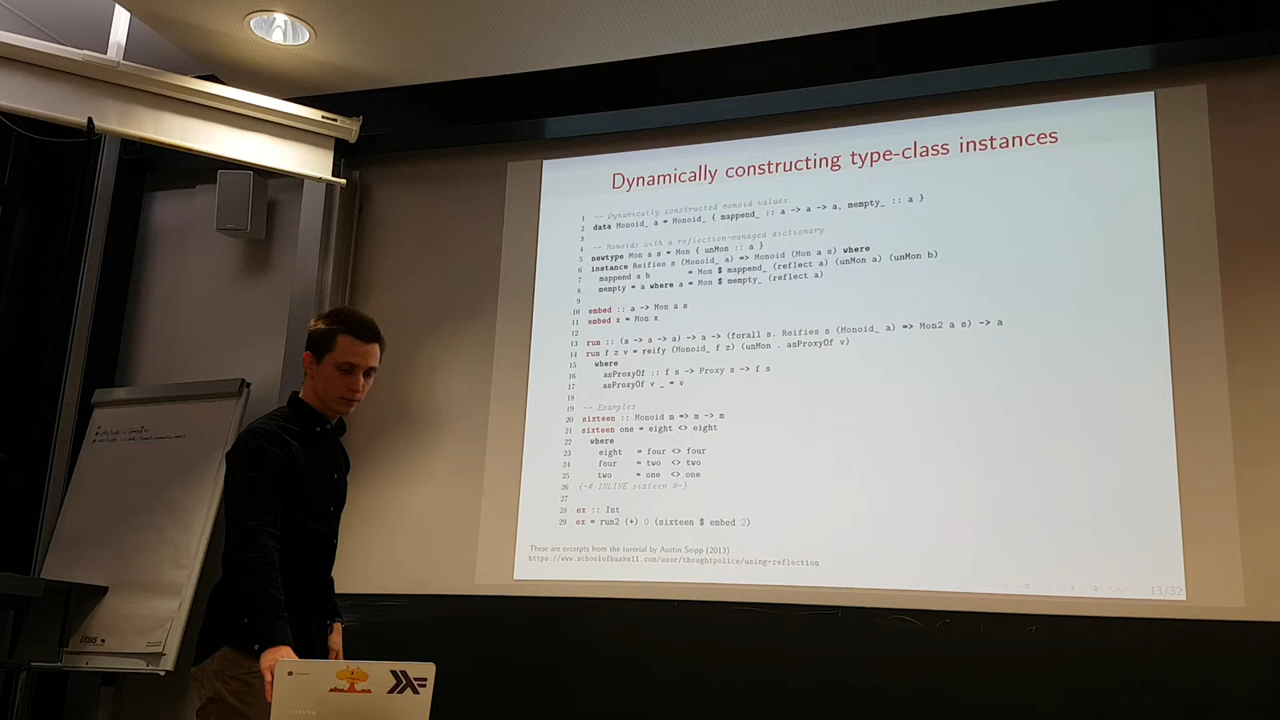 Dynamically constructing type-class instances
1 -- Dynamically constructed monoid values
2 data Monoid_ a = Monoid_ { mappend_ :: a -> a -> a, mempty_ :: a }
3
4 -- Monoids with a reflection-managed dictionary.
5 newtype Mon a s = Mon { unMon :: a }
6 instance Reifies s (Monoid_ a) => Monoid (Mon a s) where
7 mappend a b = Mon $ mappend_ (reflect a) (unMon a) (unMon b)
8 mempty = a where a = Mon $ mempty_ (reflect a)
9
10 embed :: a -> Mon a s
11 embed x = Mon x
12
13 run :: (a -> a -> a) -> a -> (forall s. Reifies s (Monoid_ a) => Mon2 a s) -> a
14 run f z v = reify (Monoid_ f z) (unMon . asProxyOf v)
15 where
16 asProxyOf :: f s -> Proxy s -> f s
17 asProxyOf v _ = v
18
19 -- Examples
20 sixteen :: Monoid m => m -> m
21 sixteen one = eight <> eight
22 where
23 eight = four <> four
24 four = two <> two
25 two = one <> one
26 {-# INLINE sixteen #-}
27
28 ex :: Int
29 ex = run2 (+) 0 (sixteen $ embed 2)
These are excerpts from the turorial by Austin Seipp (2013)
https://www.schoolofhaskell.com/user/thoughtpolice/using-reflection
13/32
SAMSUNG